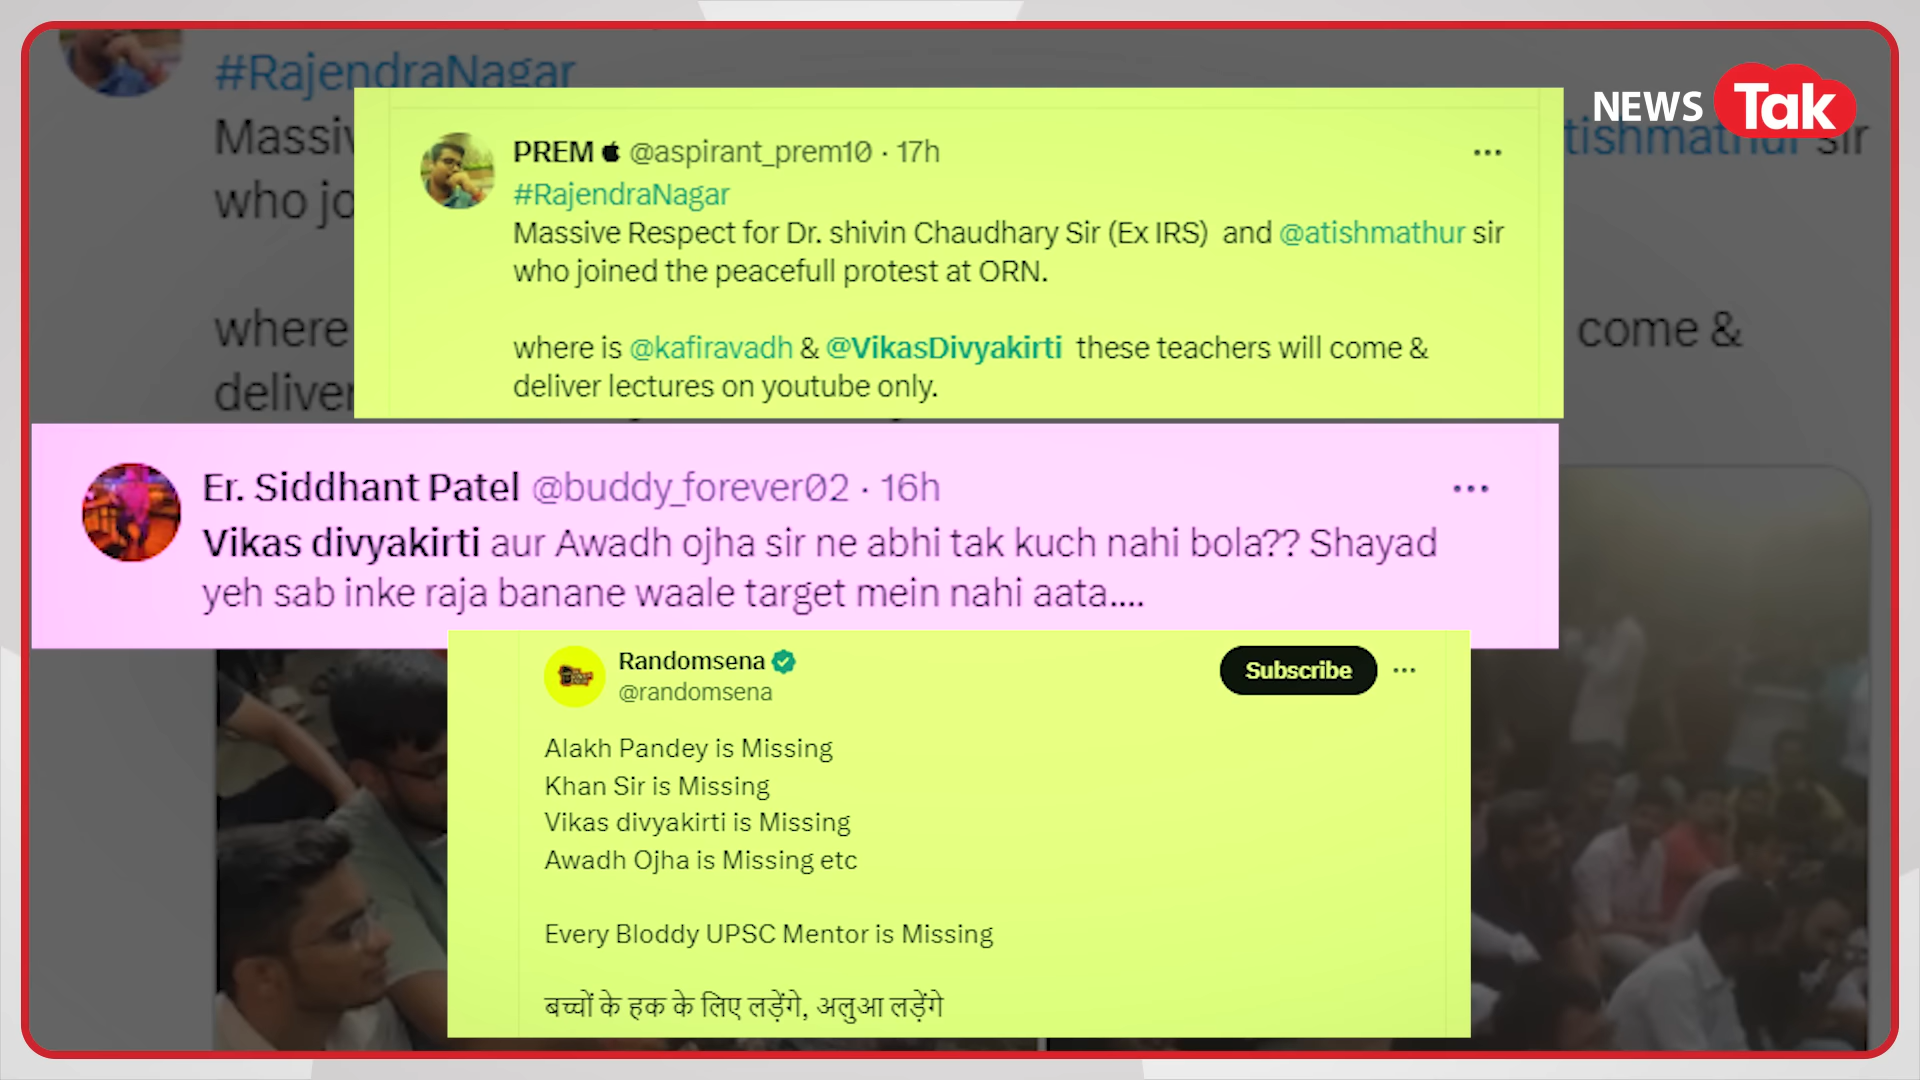 #RajendraNagar
NEWS Tak
Massiv
tishmathur sir
who jo
where
come &
deliver
PREM @aspirant_prem10 · 17h
#RajendraNagar
Massive Respect for Dr. shivin Chaudhary Sir (Ex IRS) and @atishmathur sir
who joined the peacefull protest at ORN.
where is @kafiravadh & @VikasDivyakirti these teachers will come &
deliver lectures on youtube only.
Er. Siddhant Patel @buddy_forever02 · 16h
Vikas divyakirti aur Awadh ojha sir ne abhi tak kuch nahi bola?? Shayad
yeh sab inke raja banane waale target mein nahi aata....
Randomsena
Subscribe
@randomsena
Alakh Pandey is Missing
Khan Sir is Missing
Vikas divyakirti is Missing
Awadh Ojha is Missing etc
Every Bloddy UPSC Mentor is Missing
बच्चों के हक के लिए लड़ेंगे, अलुआ लड़ेंगे